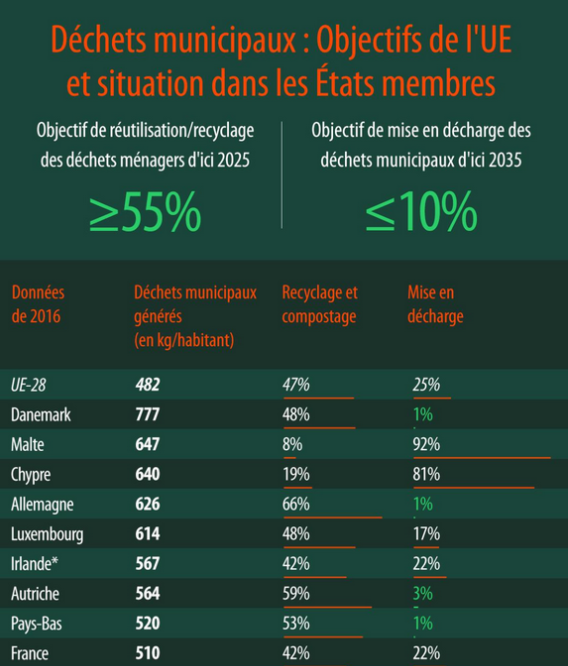 Déchets municipaux : Objectifs de l'UE
et situation dans les États membres
Objectif de réutilisation/recyclage
des déchets ménagers d'ici 2025
≥55%
Objectif de mise en décharge des
déchets municipaux d'ici 2035
≤10%
Données
de 2016
Déchets municipaux
générés
(en kg/habitant)
Recyclage et
compostage
Mise en
décharge
UE-28 482 47% 25%
Danemark 777 48% 1%
Malte 647 8% 92%
Chypre 640 19% 81%
Allemagne 626 66% 1%
Luxembourg 614 48% 17%
Irlande* 567 42% 22%
Autriche 564 59% 3%
Pays-Bas 520 53% 1%
France 510 42% 22%